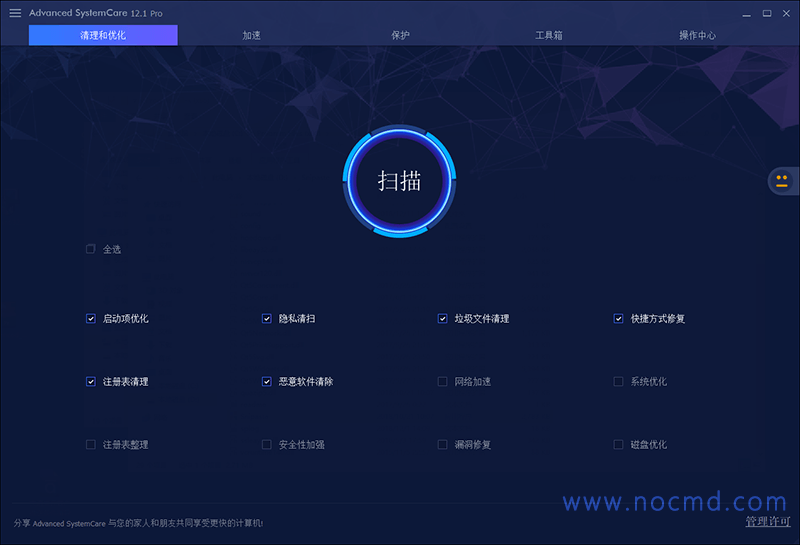 Advanced SystemCare 12.1 Pro
清理和优化 加速 保护 工具箱 操作中心
扫描
全选
启动项优化 隐私清扫 垃圾文件清理 快捷方式修复
注册表清理 恶意软件清除 网络加速 系统优化
注册表整理 安全性加强 漏洞修复 磁盘优化
www.nocmd.com
分享 Advanced SystemCare 与您的家人和朋友共同享受更快的计算机! 管理许可